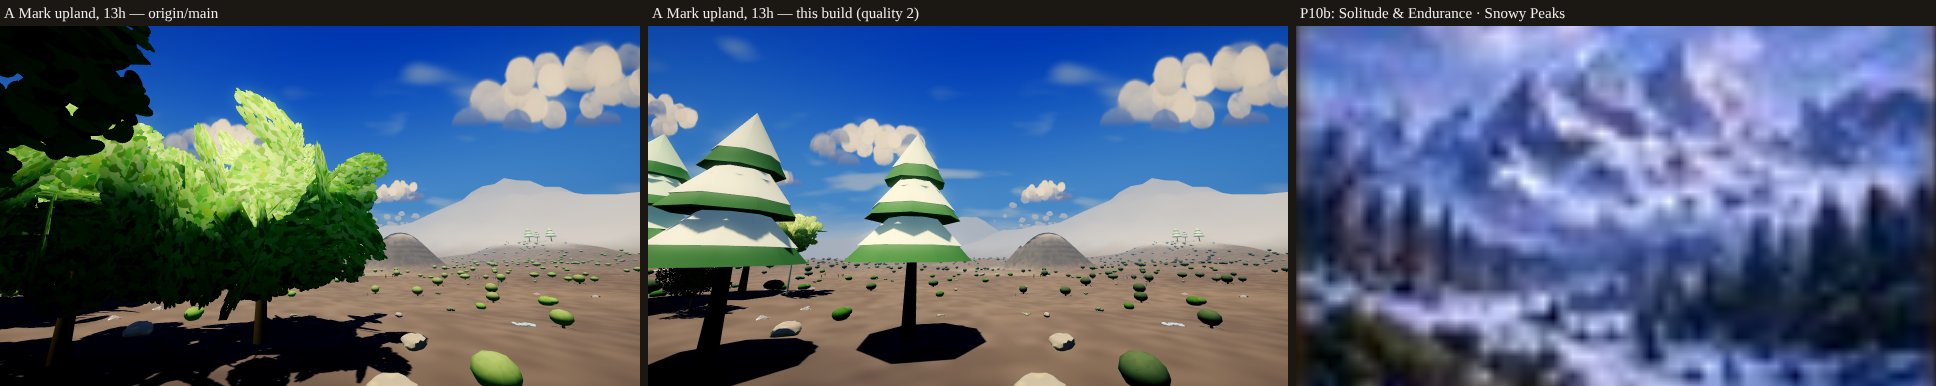 A Mark upland, 13h — origin/main
A Mark upland, 13h — this build (quality 2)
P10b: Solitude & Endurance · Snowy Peaks